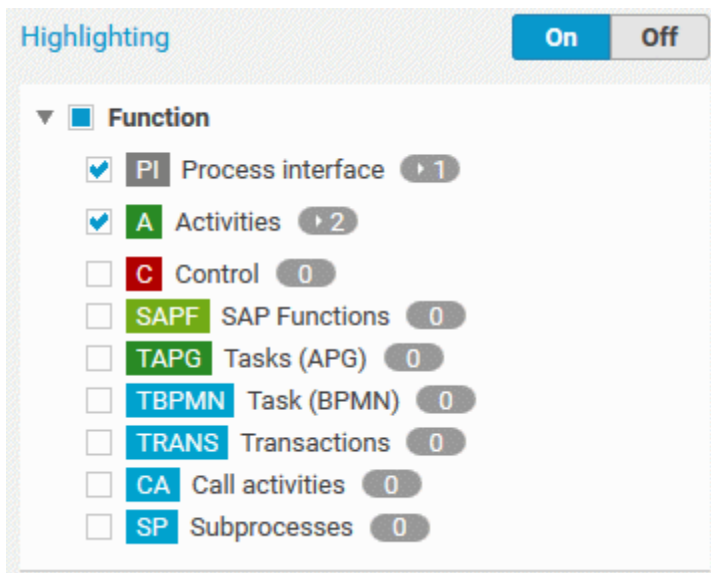 Highlighting On Off
Function
PI Process interface 1
A Activities 2
C Control 0
SAPF SAP Functions 0
TAPG Tasks (APG) 0
TBPMN Task (BPMN) 0
TRANS Transactions 0
CA Call activities 0
SP Subprocesses 0